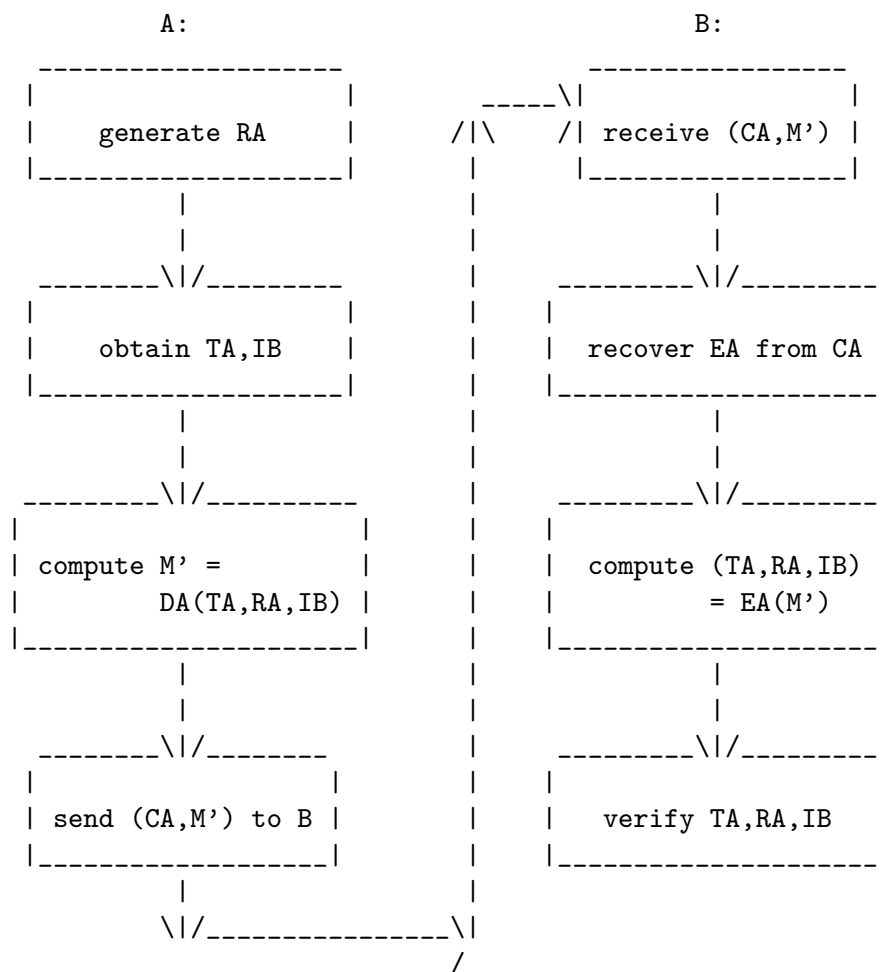 A:
generate RA
obtain TA,IB
compute M’ =
DA(TA,RA,IB)
send (CA,M’) to B
B:
receive (CA,M’)
recover EA from CA
compute (TA,RA,IB)
= EA(M’)
verify TA,RA,IB